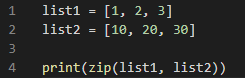 1 list1 = [1, 2, 3]
2 list2 = [10, 20, 30]
3
4 print(zip(list1, list2))